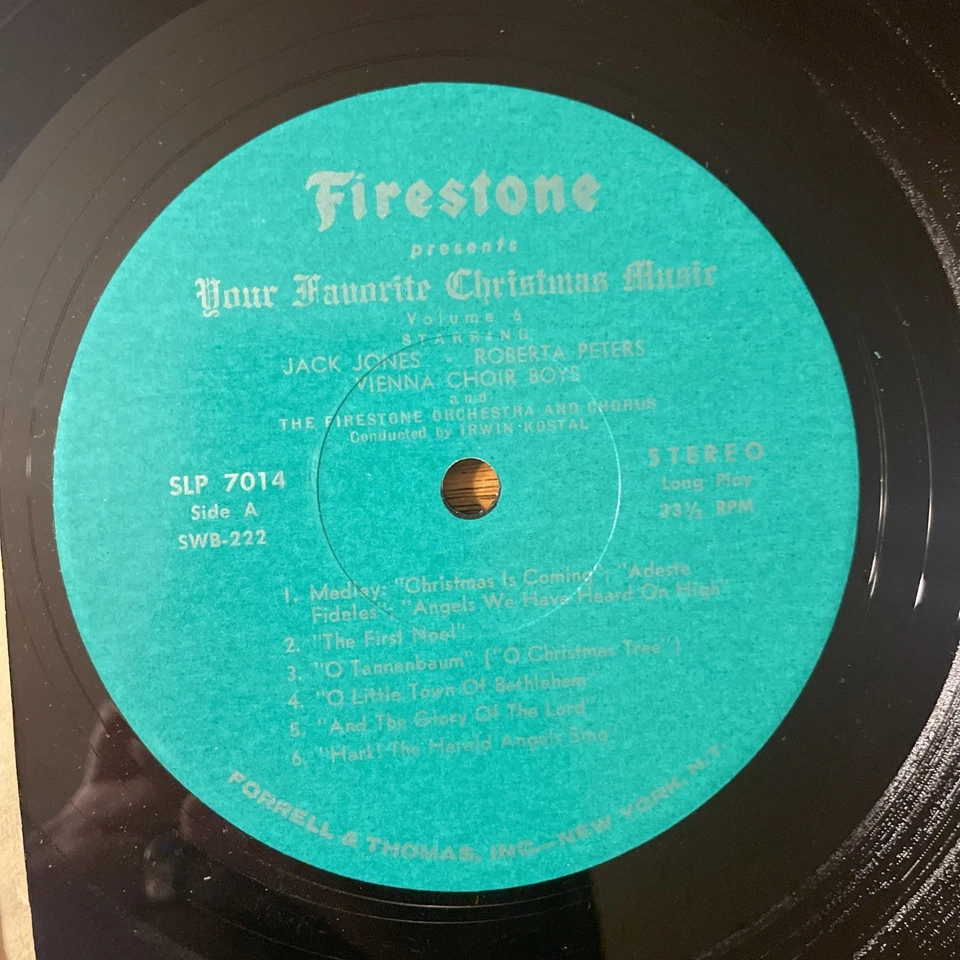 Firestone
presents
Your Favorite Christmas Music
Volume 6
STARRING
JACK JONES · ROBERTA PETERS
VIENNA CHOIR BOYS
and
THE FIRESTONE ORCHESTRA AND CHORUS
Conducted by IRWIN KOSTAL
SLP 7014
Side A
SWB-222
STEREO
Long Play
33⅓ RPM
1. Medley: "Christmas Is Coming"; "Adeste
Fideles"; "Angels We Have Heard On High"
2. "The First Noel"
3. "O Tannenbaum" ("O Christmas Tree")
4. "O Little Town Of Bethlehem"
5. "And The Glory Of The Lord"
6. "Hark! The Herald Angels Sing"
FORRELL & THOMAS, INC.—NEW YORK, N.Y.